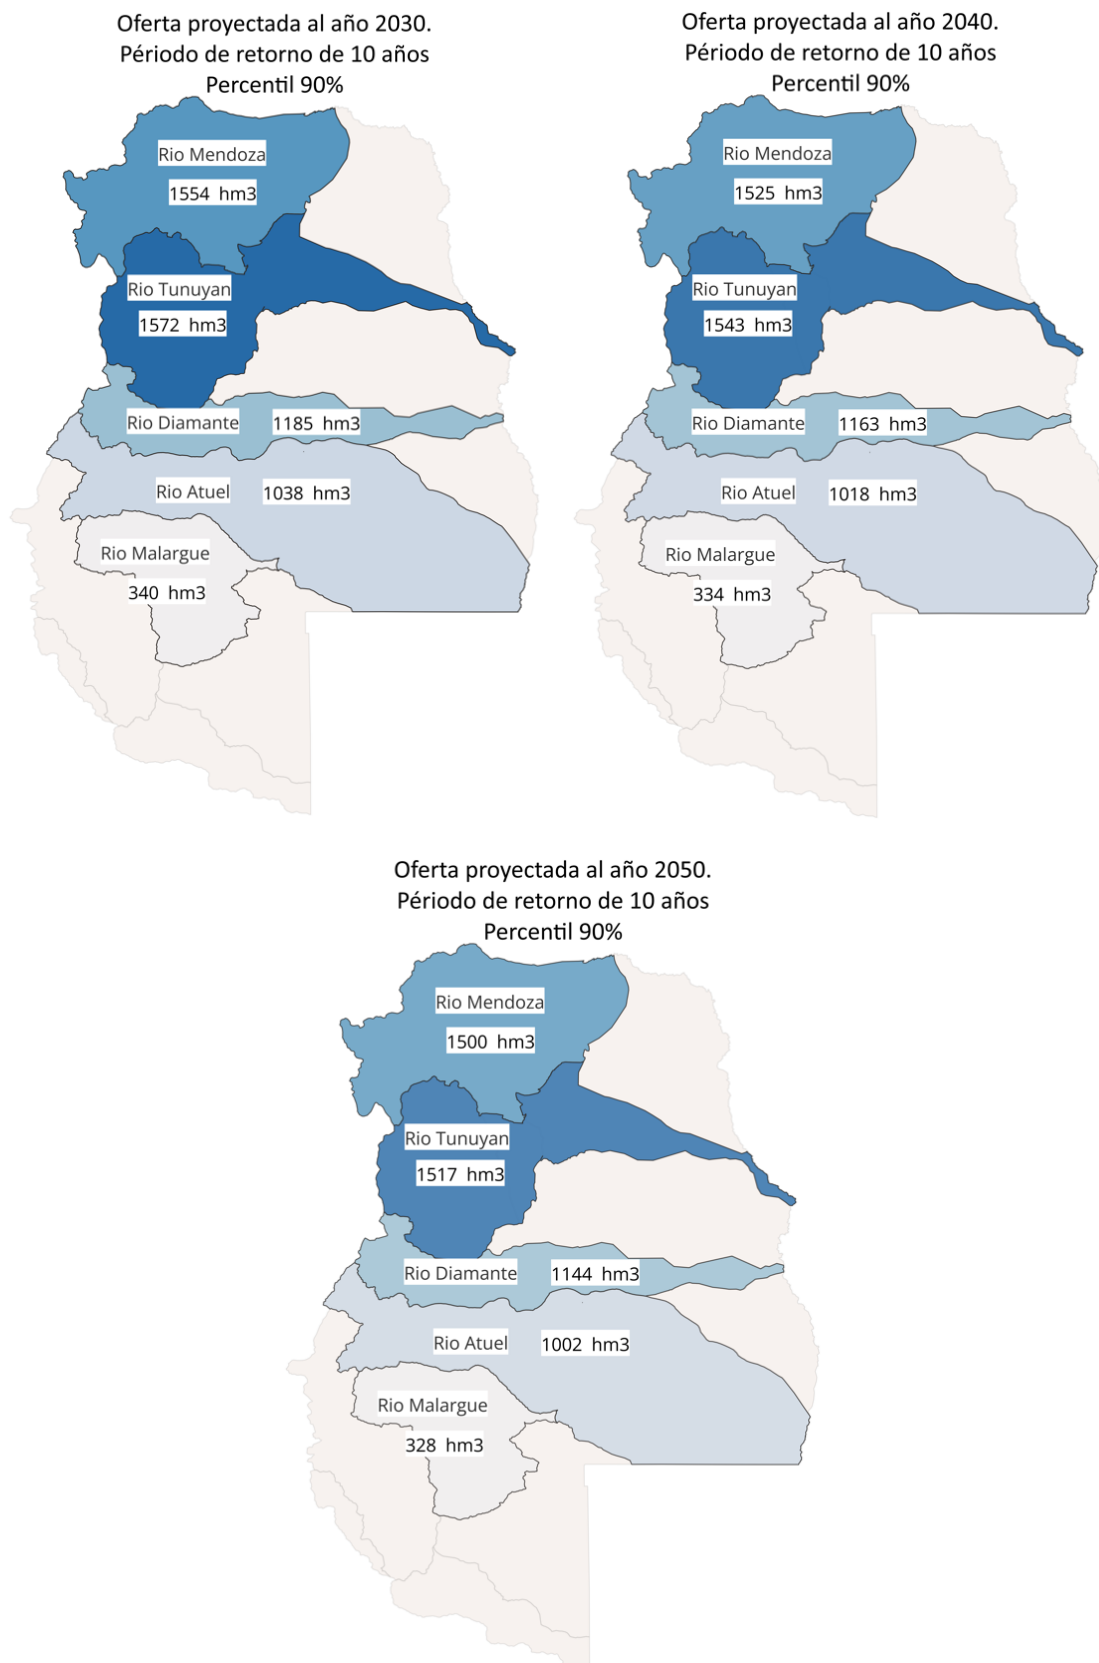 Oferta proyectada al año 2030.
Périodo de retorno de 10 años
Percentil 90%
Rio Mendoza
1554 hm3
Rio Tunuyan
1572 hm3
Rio Diamante 1185 hm3
Rio Atuel 1038 hm3
Rio Malargue
340 hm3
Oferta proyectada al año 2040.
Périodo de retorno de 10 años
Percentil 90%
Rio Mendoza
1525 hm3
Rio Tunuyan
1543 hm3
Rio Diamante 1163 hm3
Rio Atuel 1018 hm3
Rio Malargue
334 hm3
Oferta proyectada al año 2050.
Périodo de retorno de 10 años
Percentil 90%
Rio Mendoza
1500 hm3
Rio Tunuyan
1517 hm3
Rio Diamante 1144 hm3
Rio Atuel 1002 hm3
Rio Malargue
328 hm3